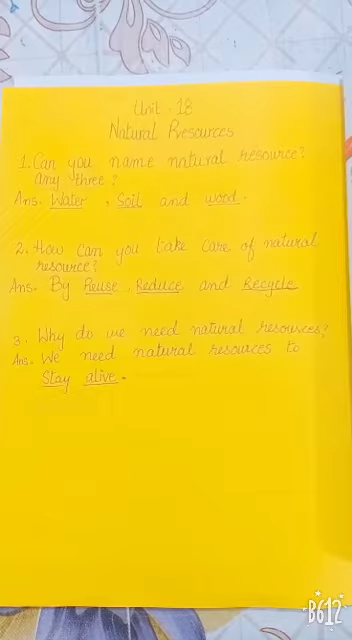 Unit - 18
Natural Resources
1. Can you name natural resource?
any three?
Ans. Water, Soil and wood.
2. How can you take care of natural
resource?
Ans. By Reuse, Reduce and Recycle
3. Why do we need natural resources?
Ans. We need natural resources to
Stay alive.
B612